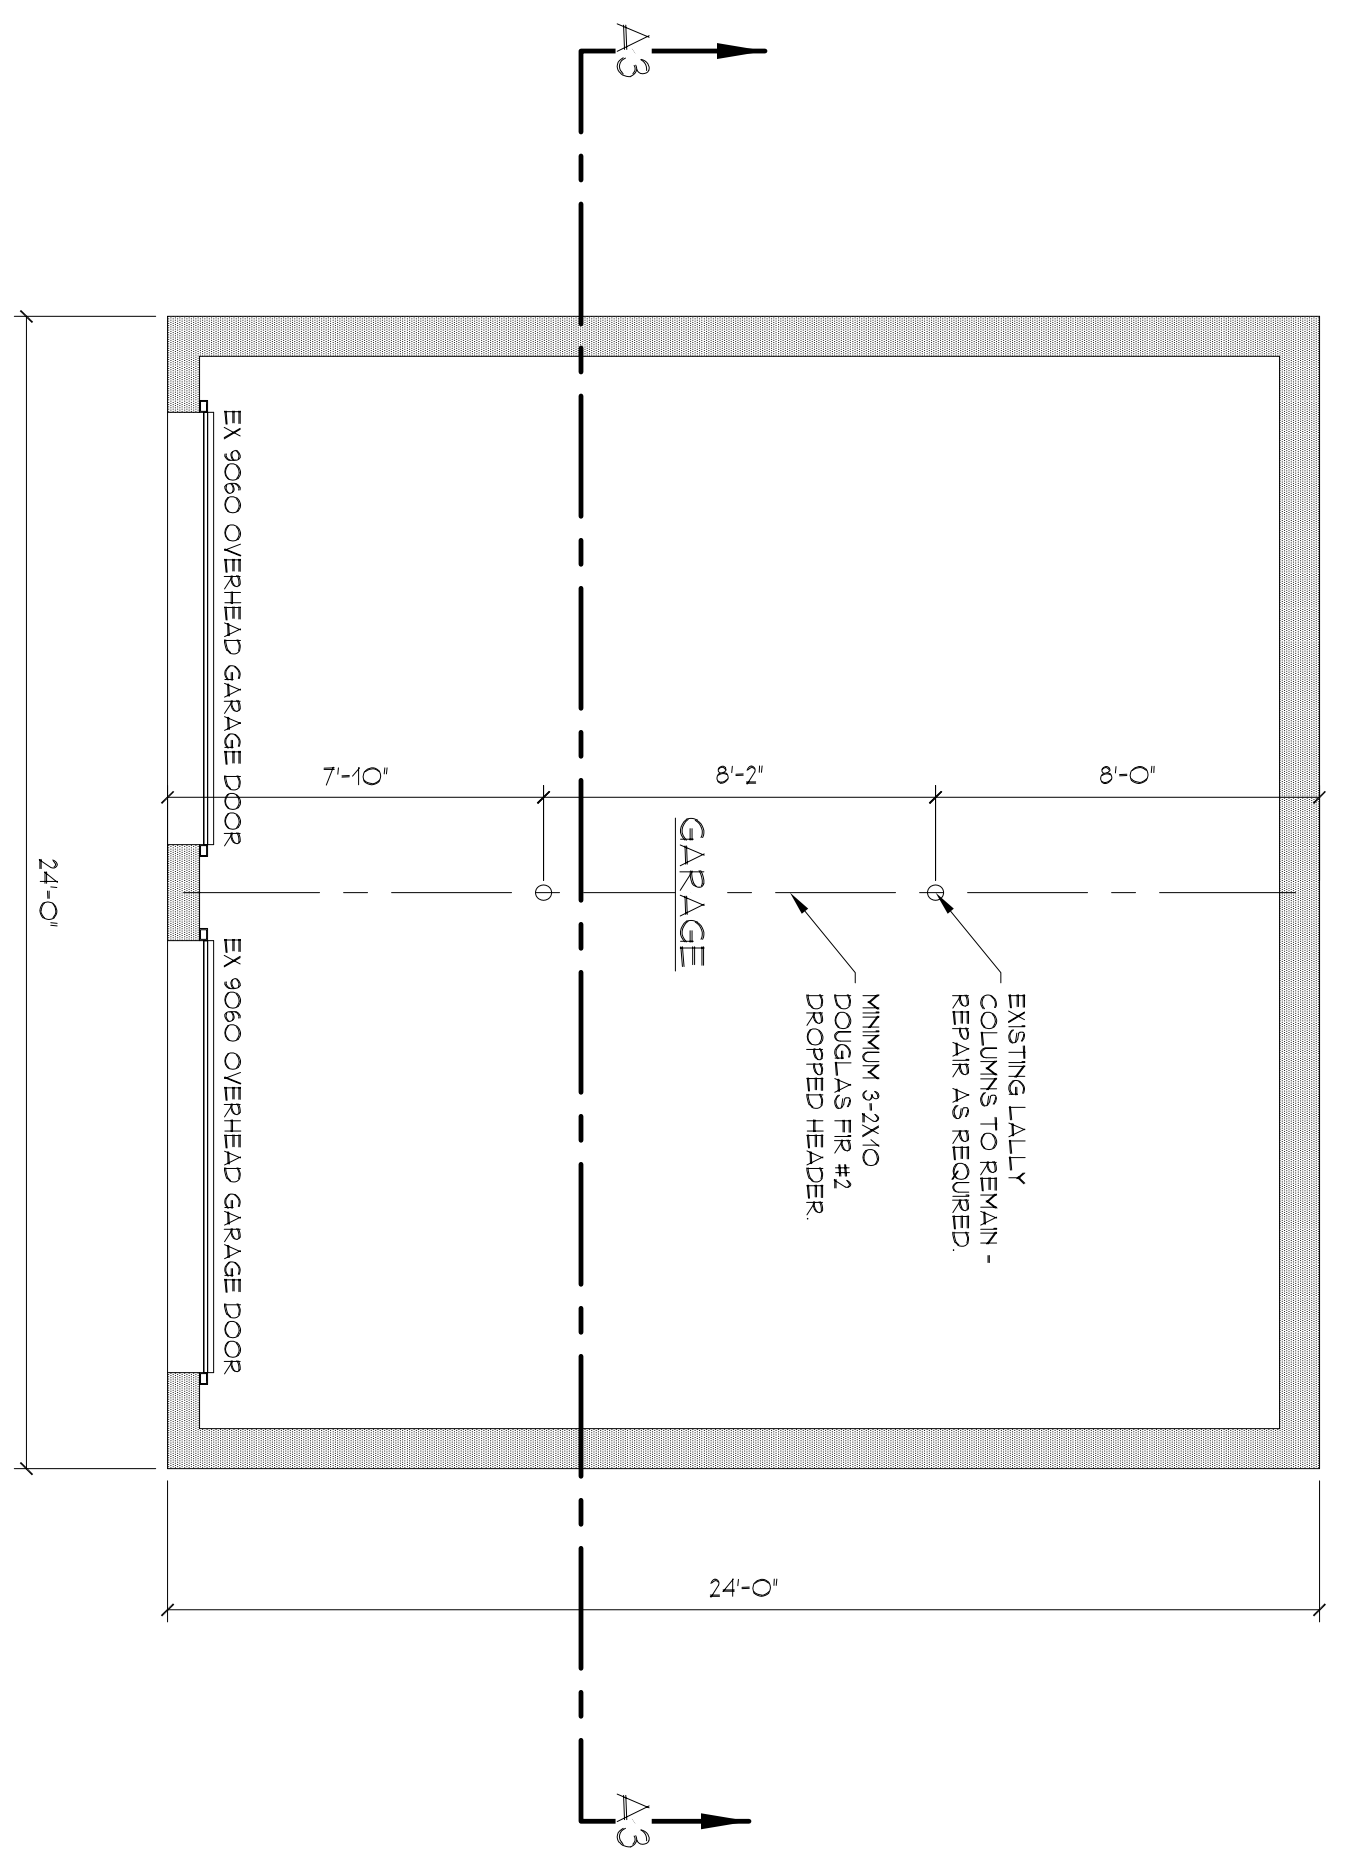 A3
EXISTING LALLY
COLUMNS TO REMAIN -
REPAIR AS REQUIRED.
MINIMUM 3-2X10
DOUGLAS FIR #2
DROPPED HEADER.
GARAGE
8'-0"
8'-2"
7'-10"
24'-0"
EX 9060 OVERHEAD GARAGE DOOR
EX 9060 OVERHEAD GARAGE DOOR
24'-0"
A3